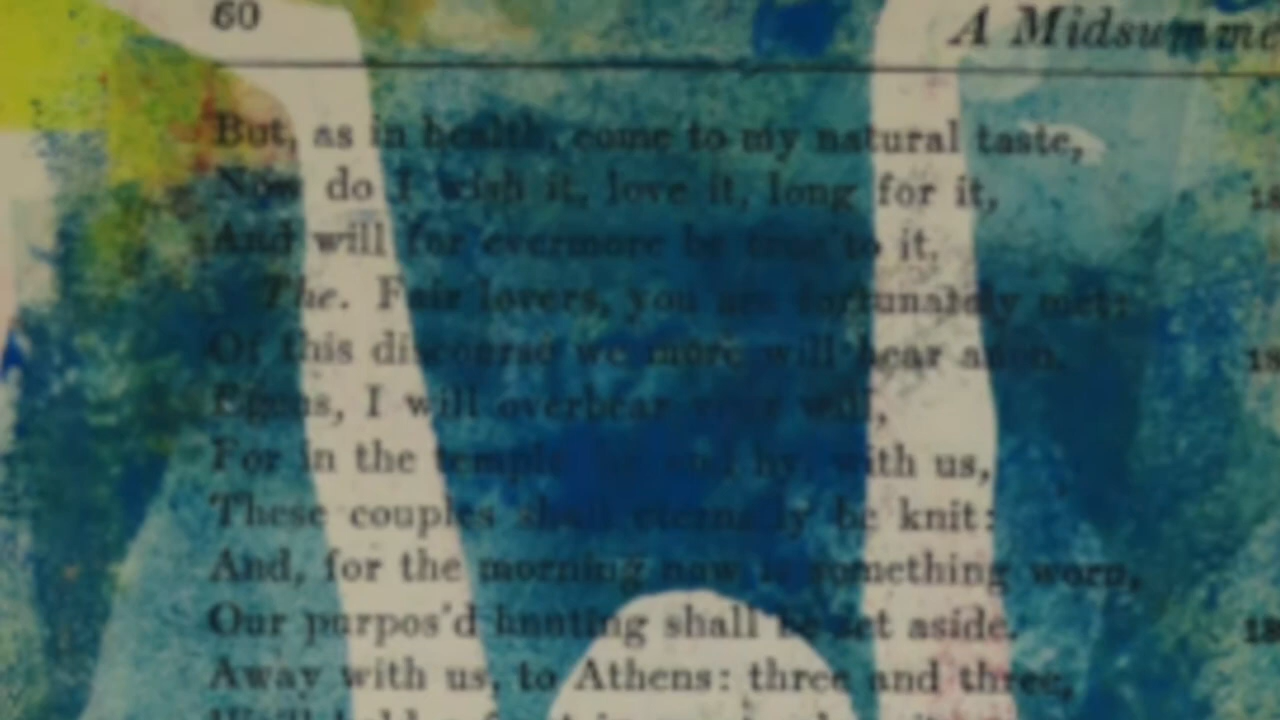 60 A Midsumme
But, as in health, come to my natural taste,
Now do I wish it, love it, long for it,
And will for evermore be true to it.
The. Fair lovers, you are fortunately met:
Of this discourse we more will hear anon.
Egeus, I will overbear your will,
For in the temple, by and by, with us,
These couples shall eternally be knit:
And, for the morning now is something worn,
Our purpos'd hunting shall be set aside.
Away with us, to Athens: three and three,